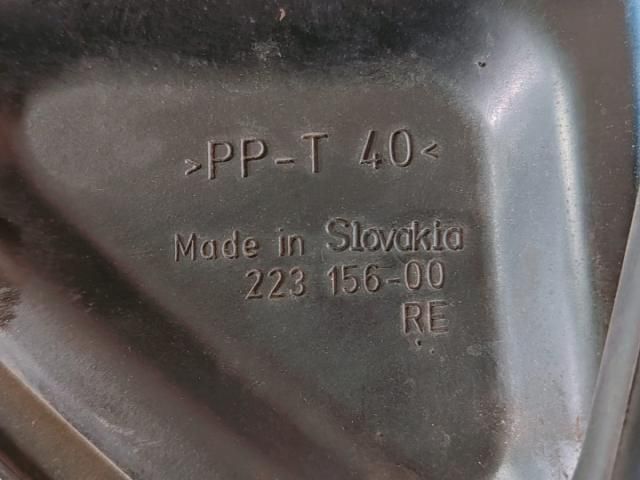 >PP-T 40<
Made in Slovakia
223 156-00
RE